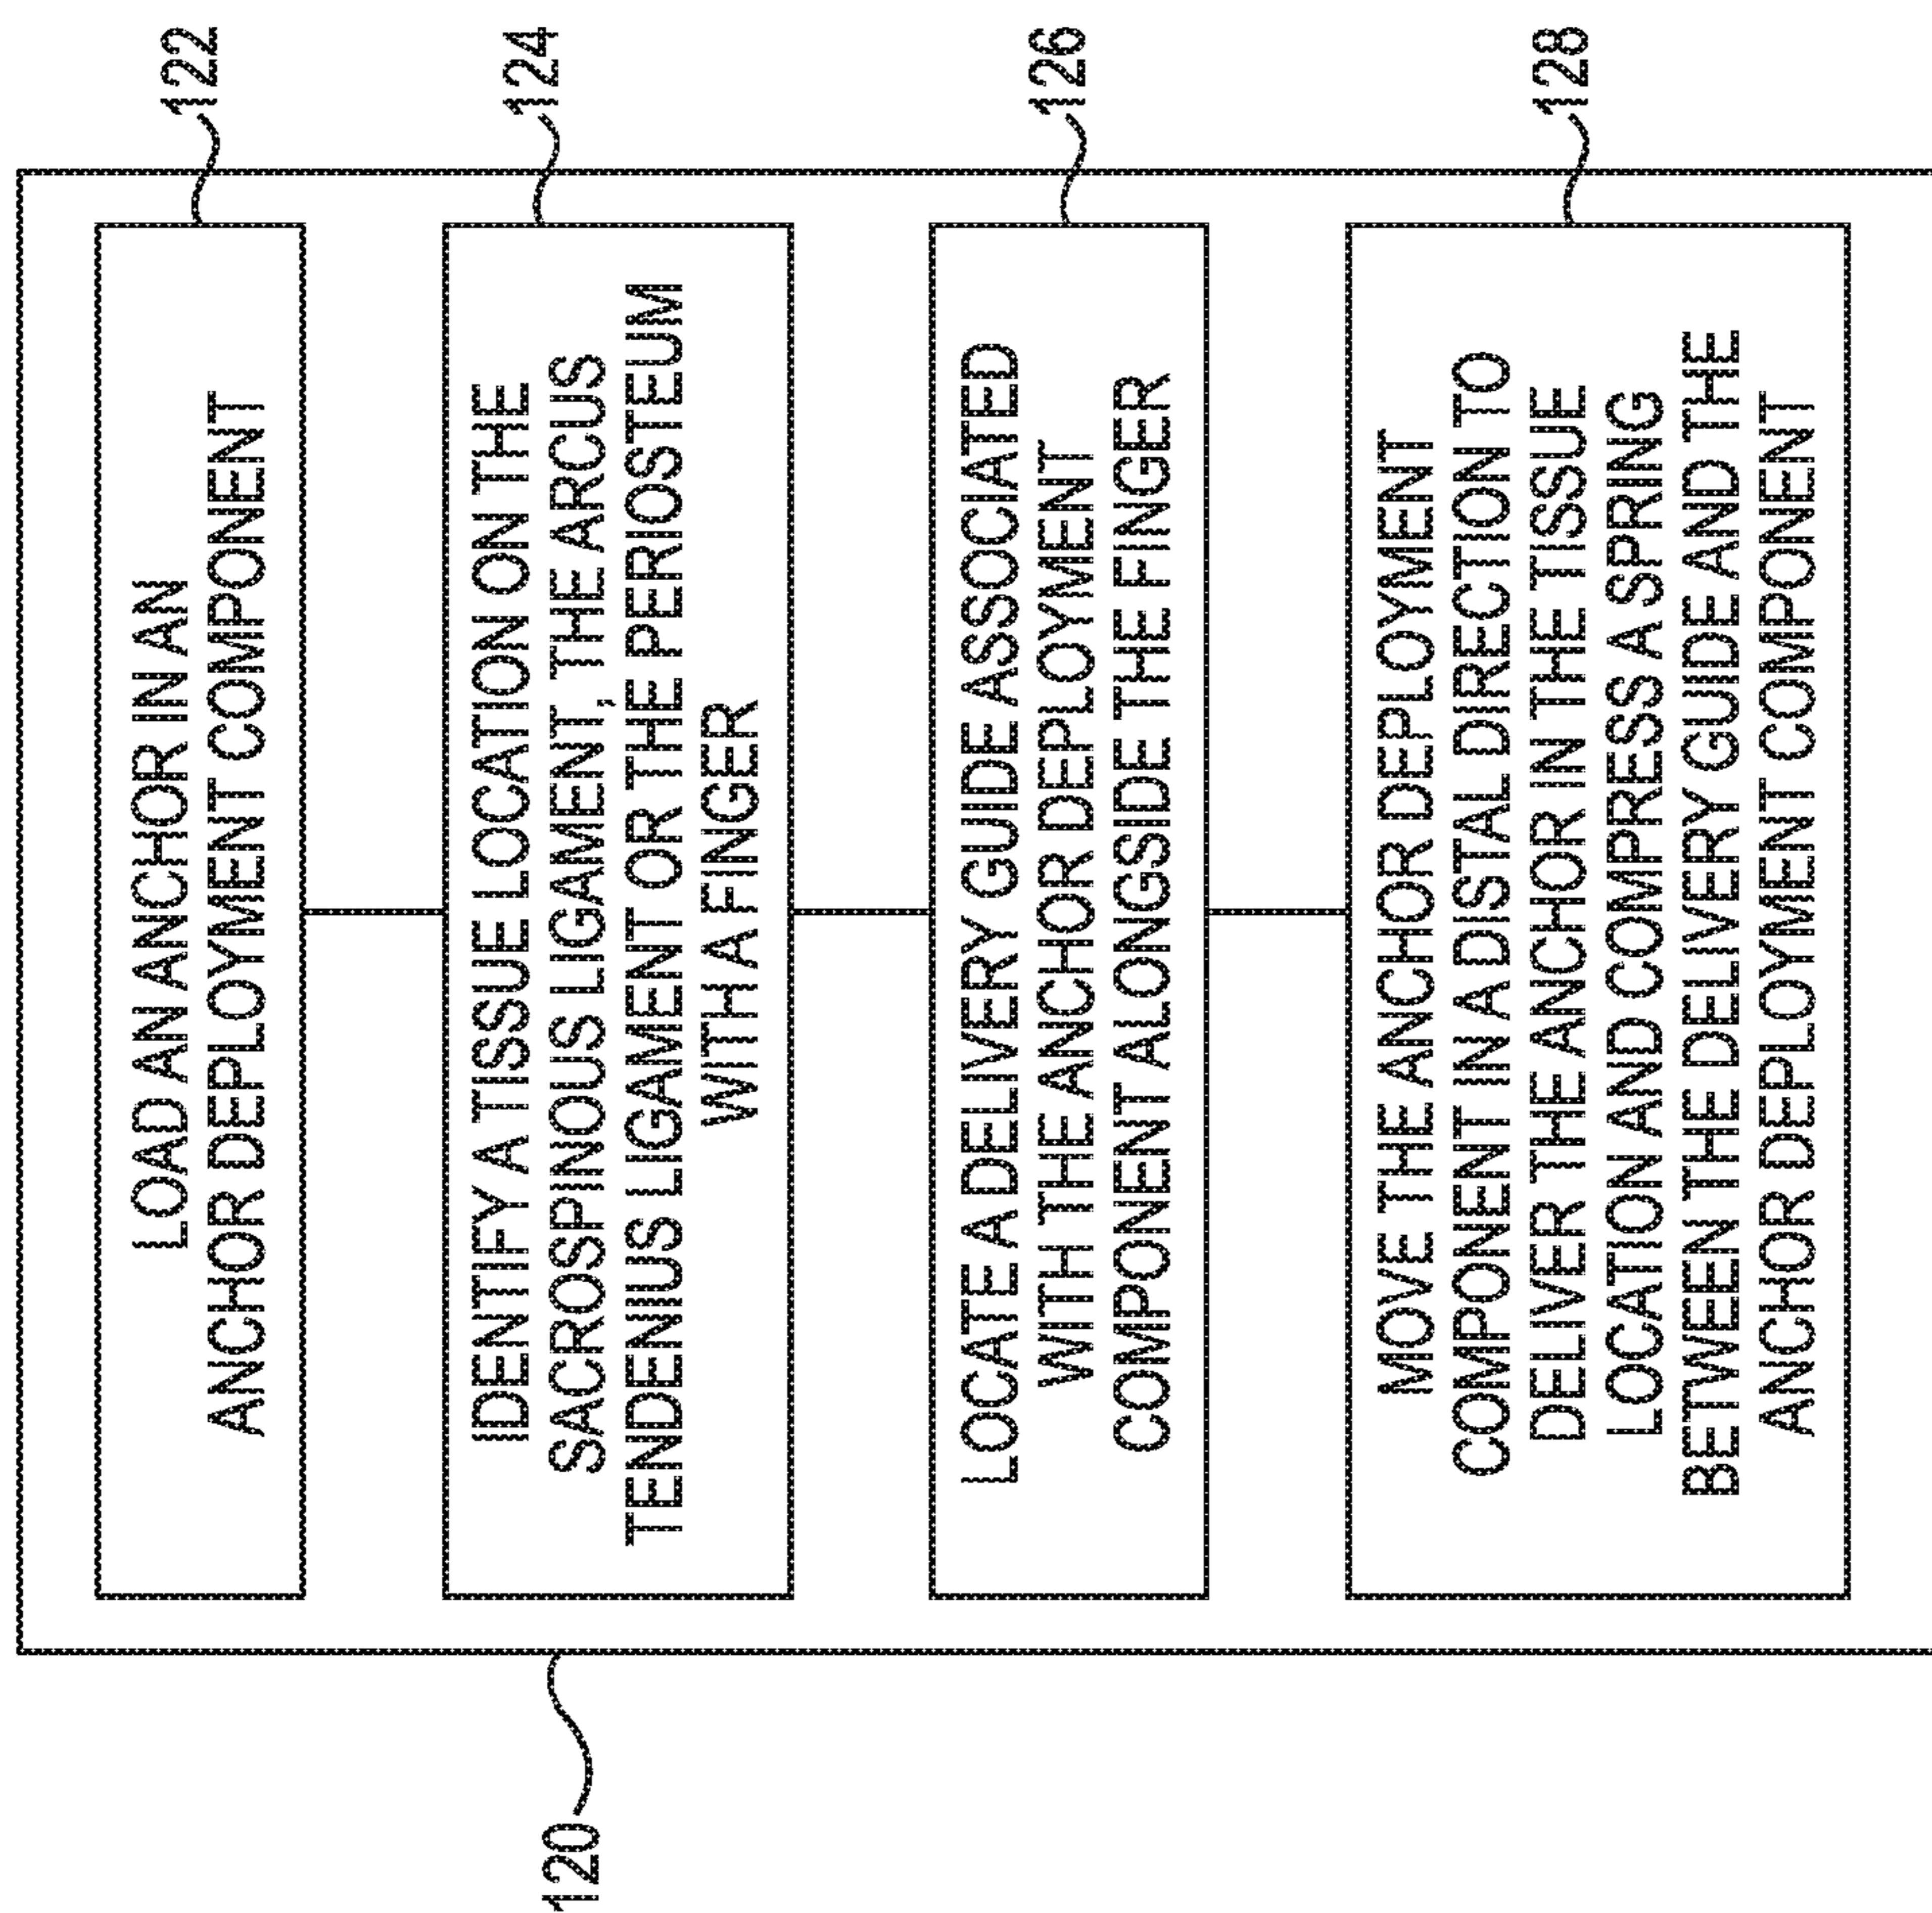 120
LOAD AN ANCHOR IN AN
ANCHOR DEPLOYMENT COMPONENT
122
IDENTIFY A TISSUE LOCATION ON THE
SACROSPINOUS LIGAMENT, THE ARCUS
TENDENIUS LIGAMENT OR THE PERIOSTEUM
WITH A FINGER
124
LOCATE A DELIVERY GUIDE ASSOCIATED
WITH THE ANCHOR DEPLOYMENT
COMPONENT ALONGSIDE THE FINGER
126
MOVE THE ANCHOR DEPLOYMENT
COMPONENT IN A DISTAL DIRECTION TO
DELIVER THE ANCHOR IN THE TISSUE
LOCATION AND COMPRESS A SPRING
BETWEEN THE DELIVERY GUIDE AND THE
ANCHOR DEPLOYMENT COMPONENT
128